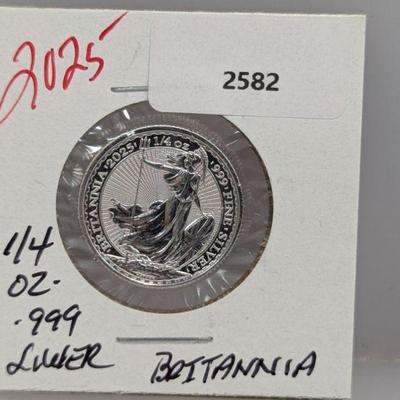 2025
2582
BRITANNIA 2025 1/4 OZ 999 FINE SILVER
1/4
OZ.
.999
SILVER
BRITANNIA